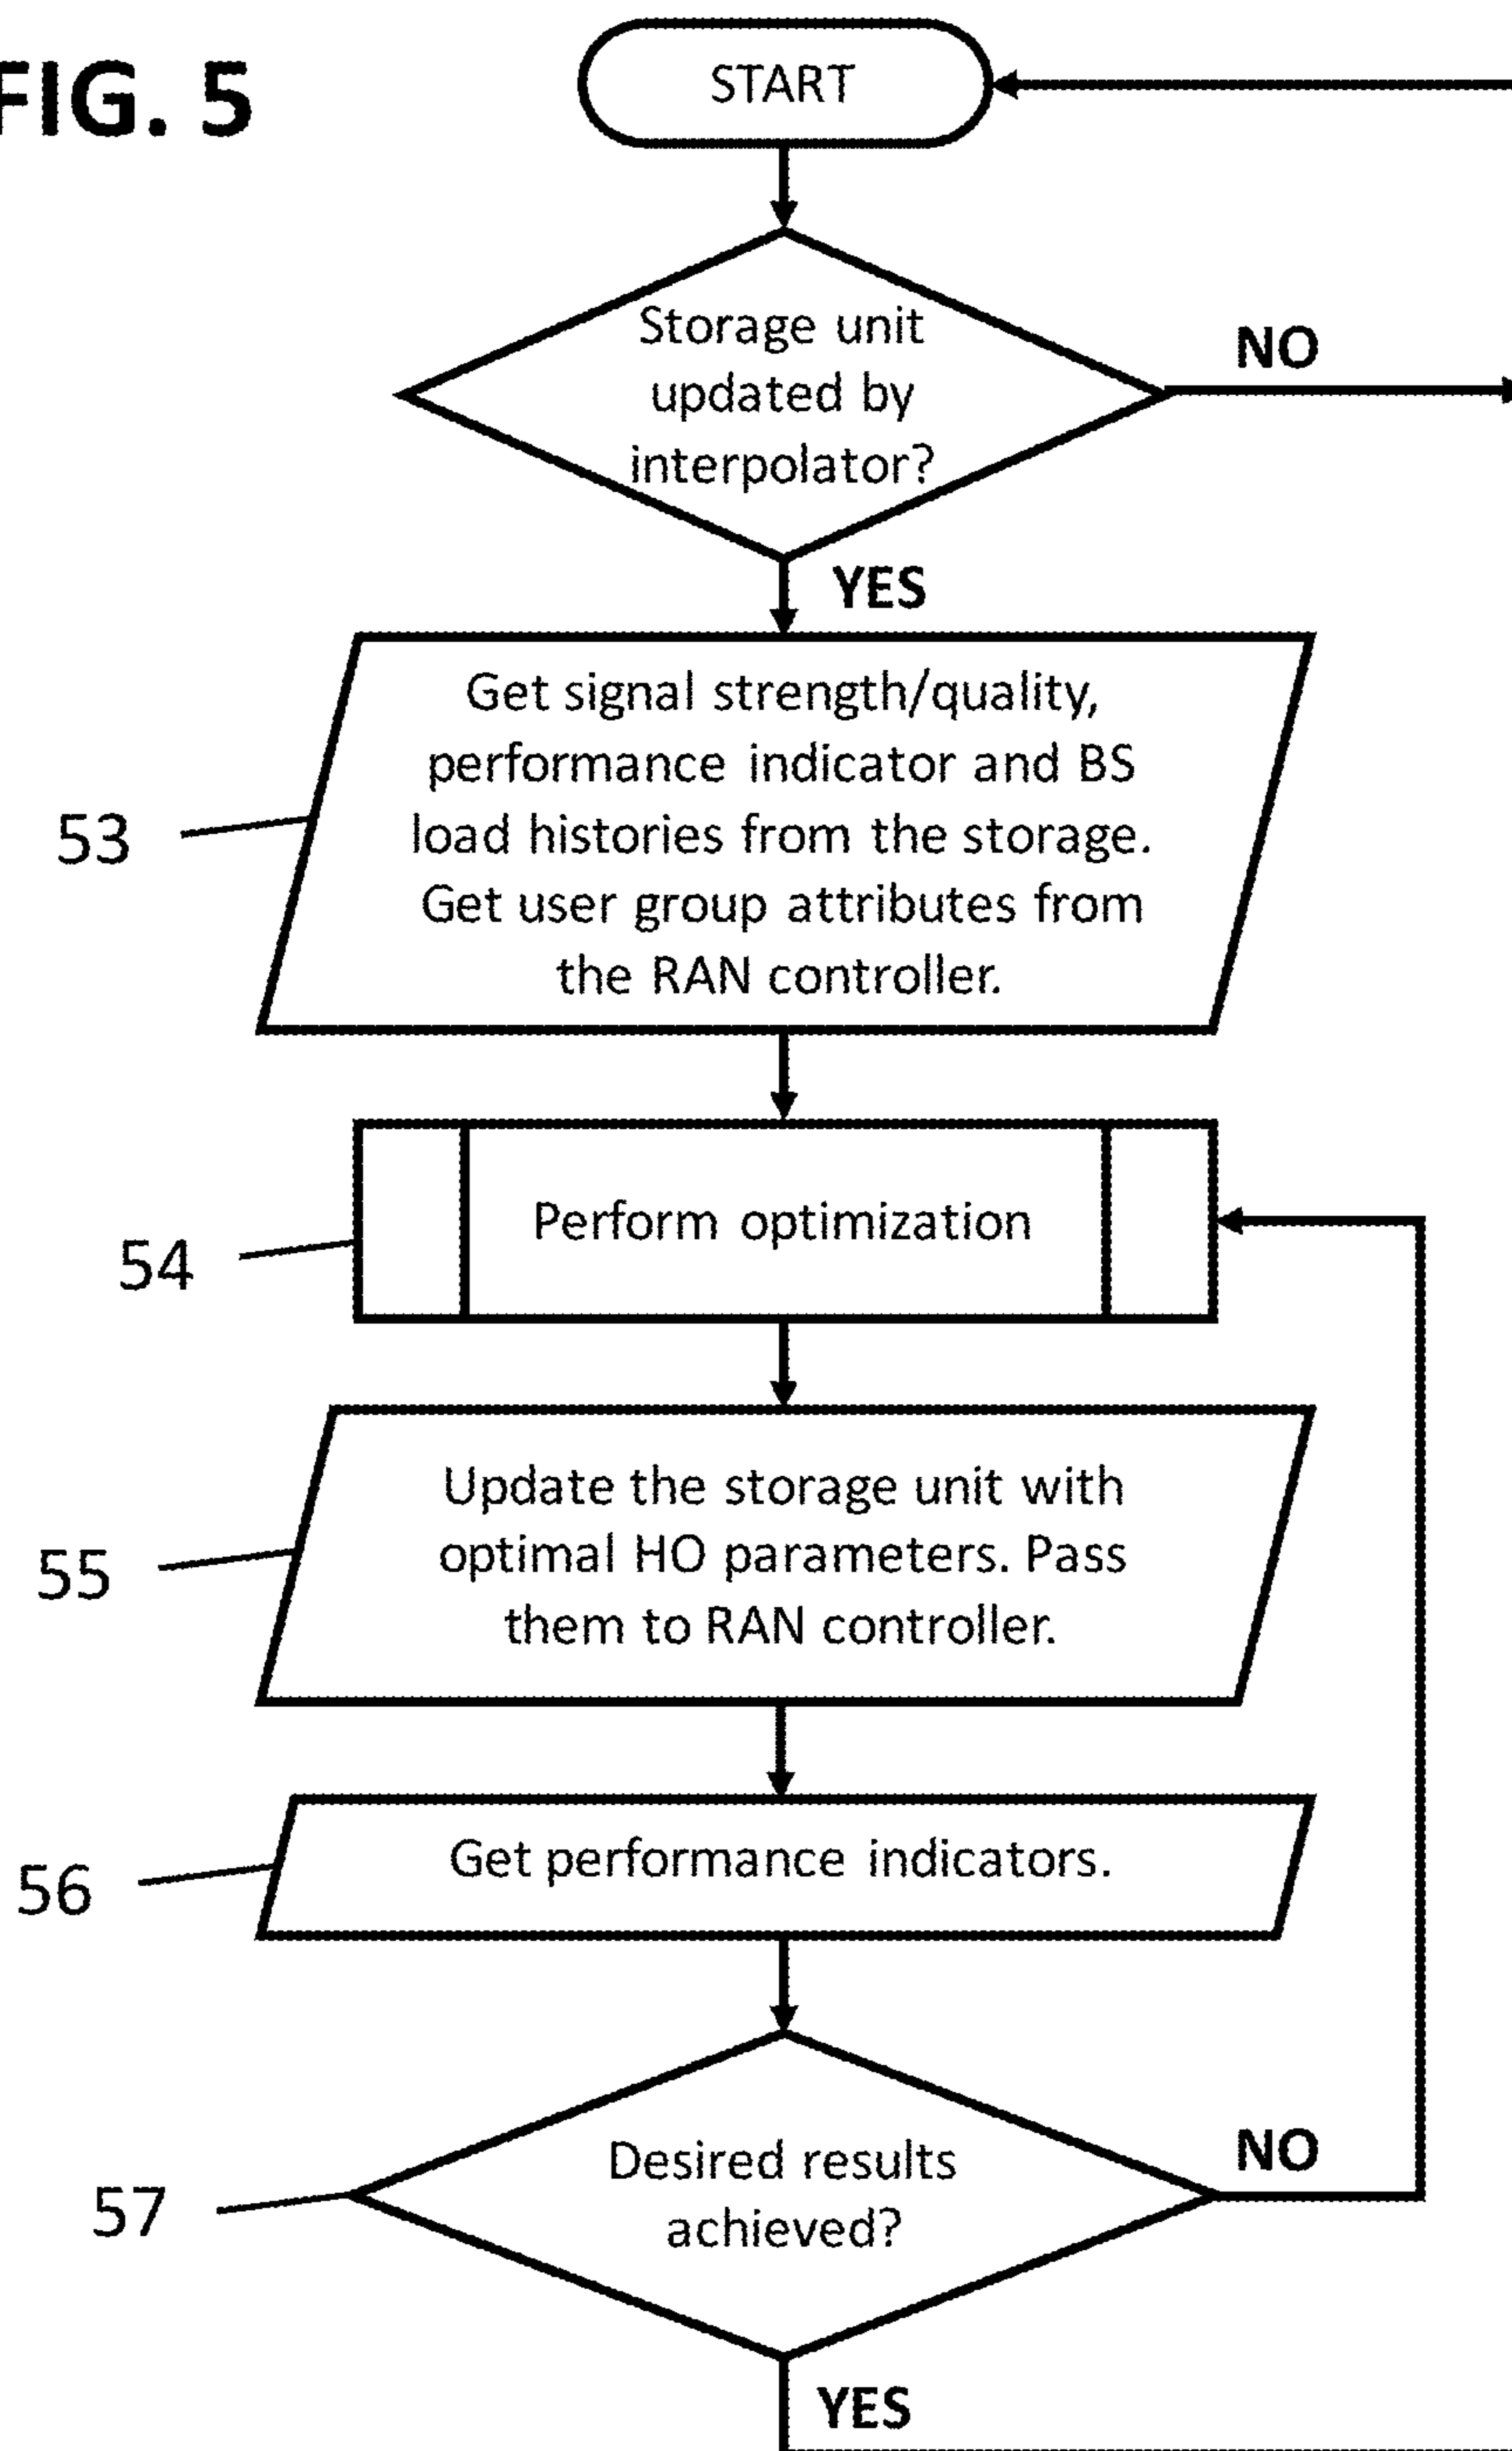 FIG. 5
START
Storage unit
updated by
interpolator?
NO
YES
Get signal strength/quality,
performance indicator and BS
load histories from the storage.
Get user group attributes from
the RAN controller.
53
Perform optimization
54
Update the storage unit with
optimal HO parameters. Pass
them to RAN controller.
55
Get performance indicators.
56
Desired results
achieved?
57
NO
YES